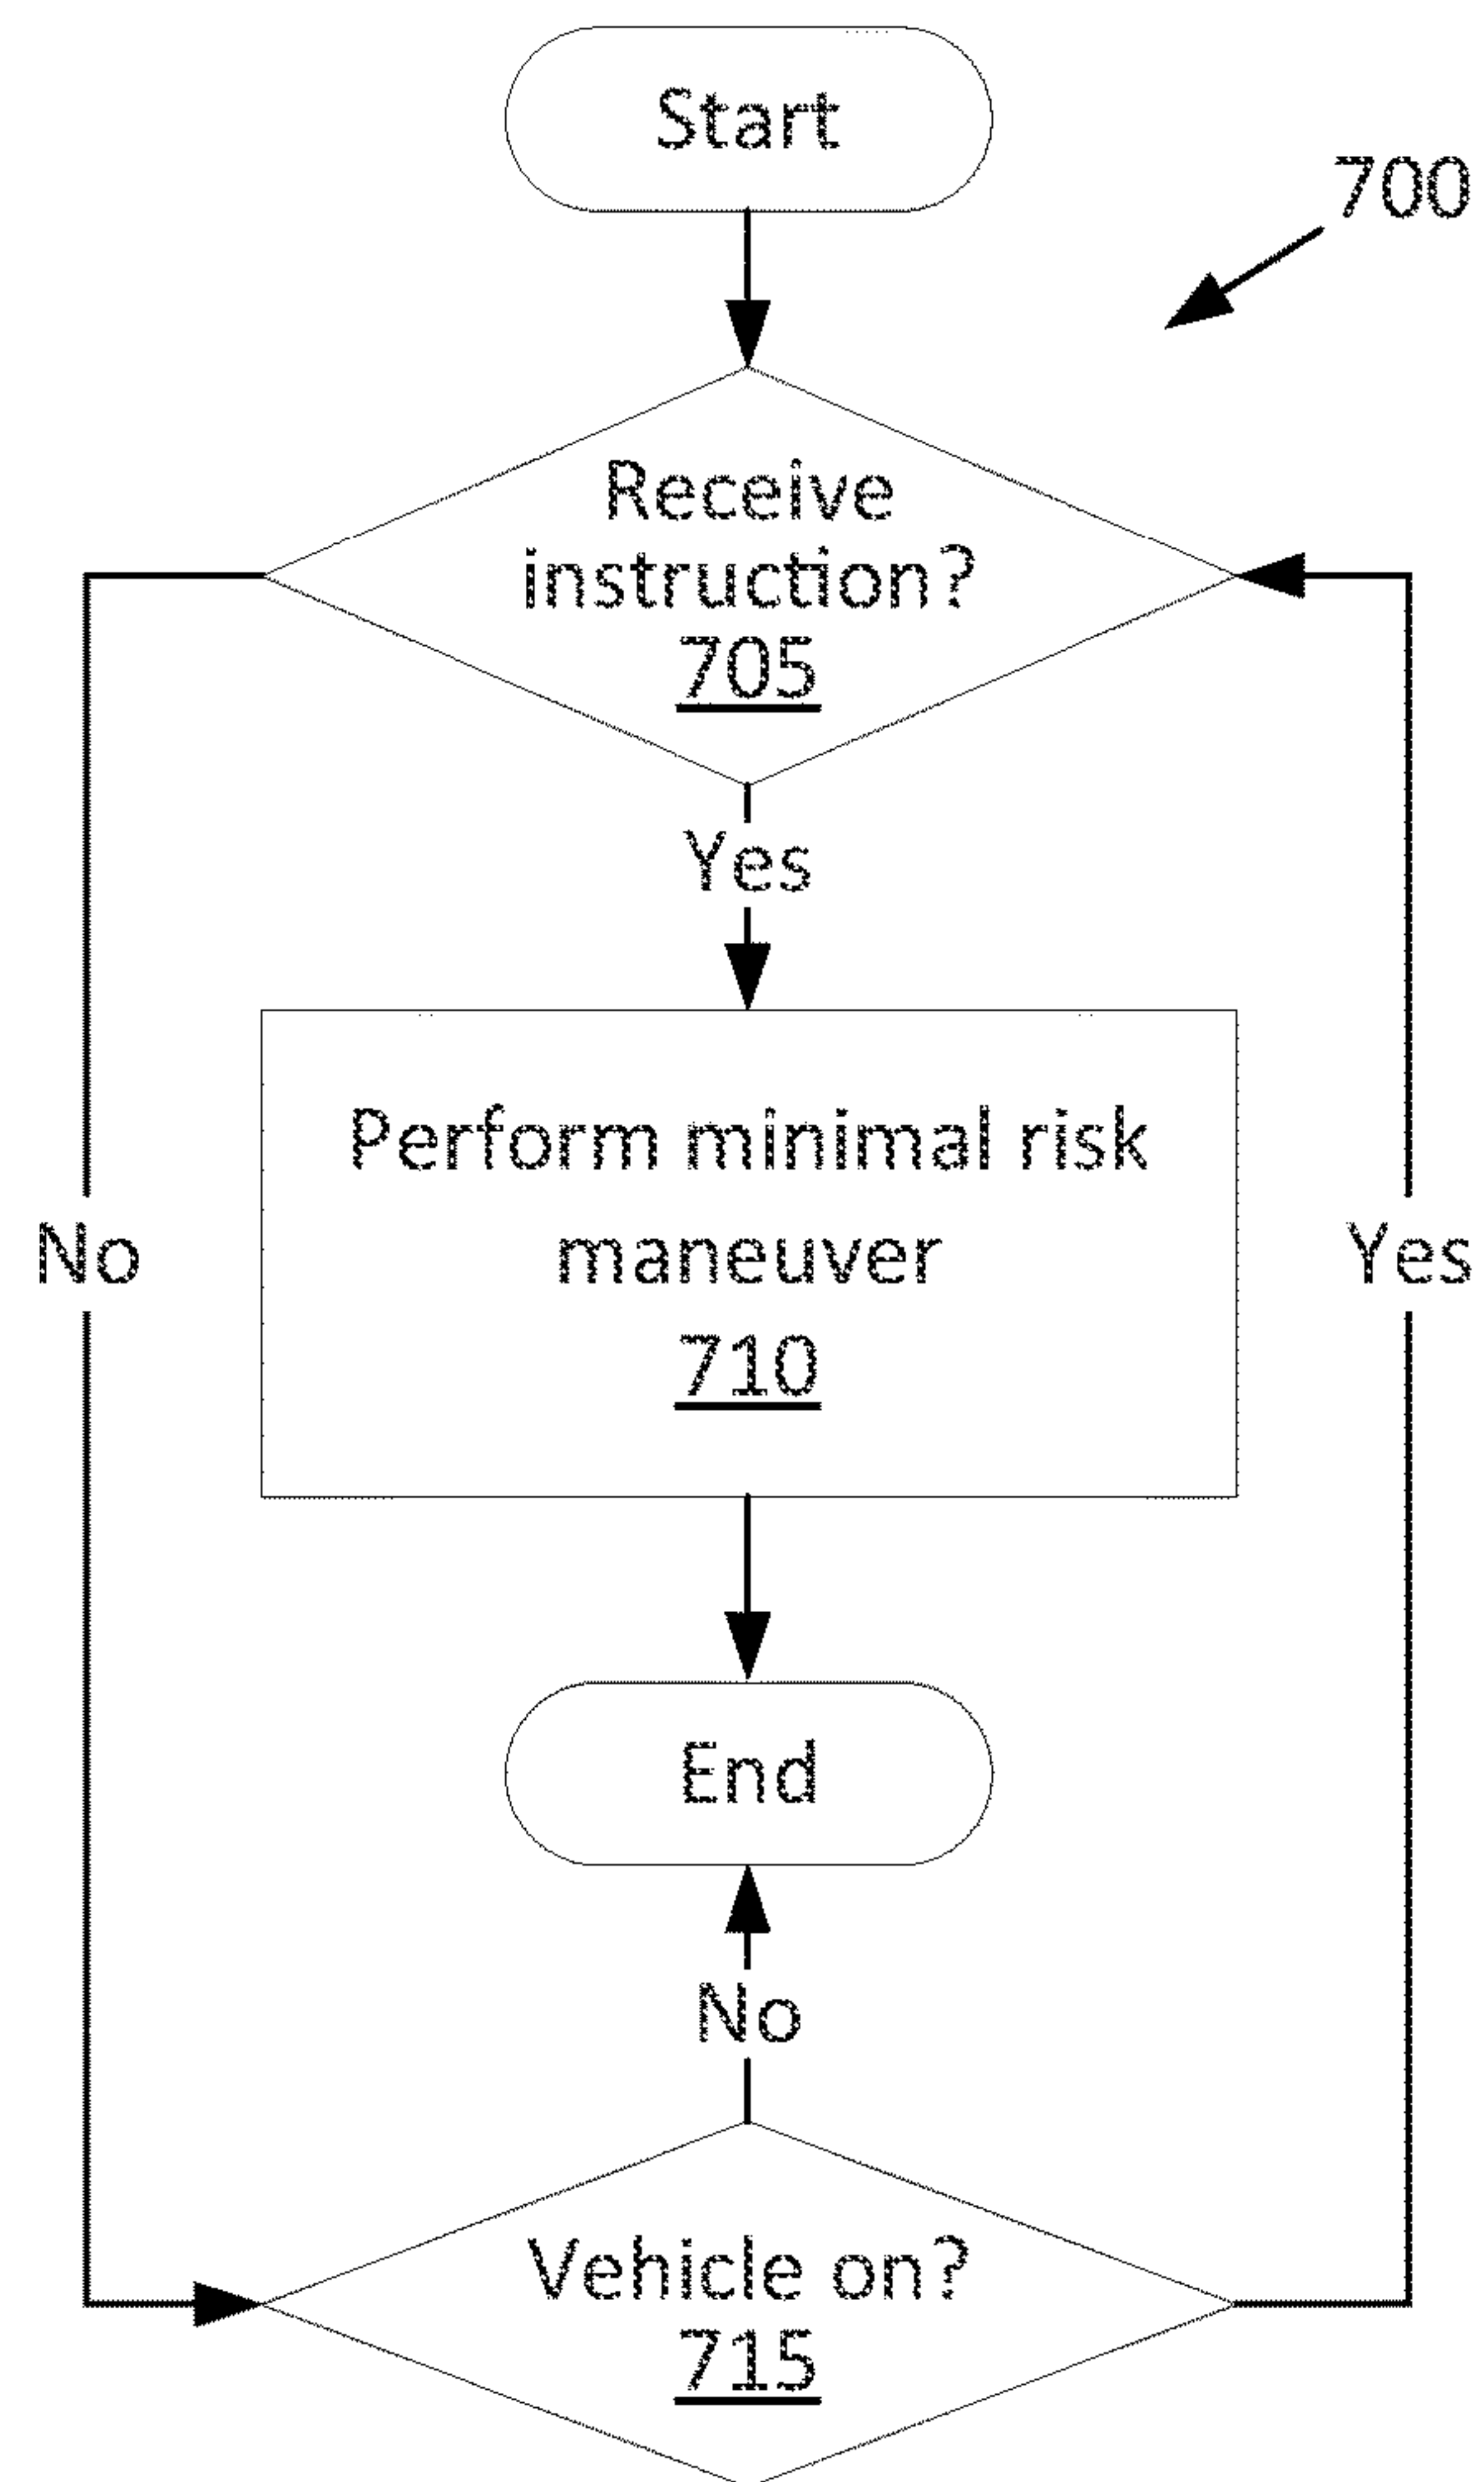 Start
700
Receive
instruction?
705
Yes
Perform minimal risk
maneuver
710
No
Yes
End
No
Vehicle on?
715